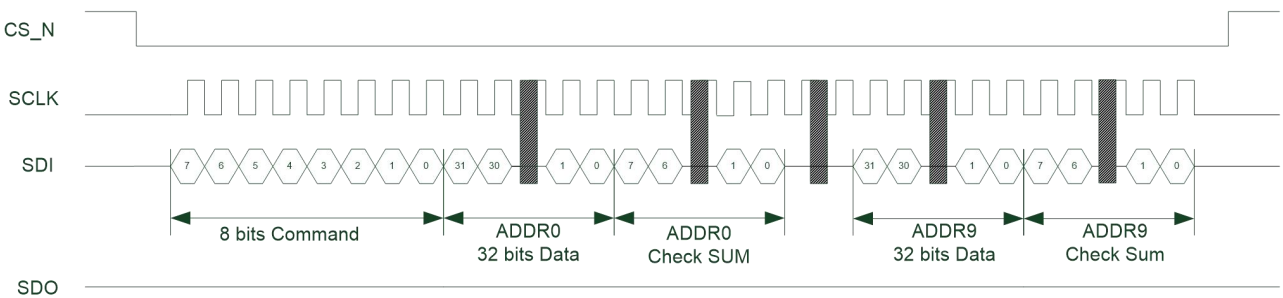 CS_N
SCLK
SDI
7 6 5 4 3 2 1 0 31 30 1 0 7 6 1 0 31 30 1 0 7 6 1 0
8 bits Command
ADDR0
32 bits Data
ADDR0
Check SUM
ADDR9
32 bits Data
ADDR9
Check Sum
SDO